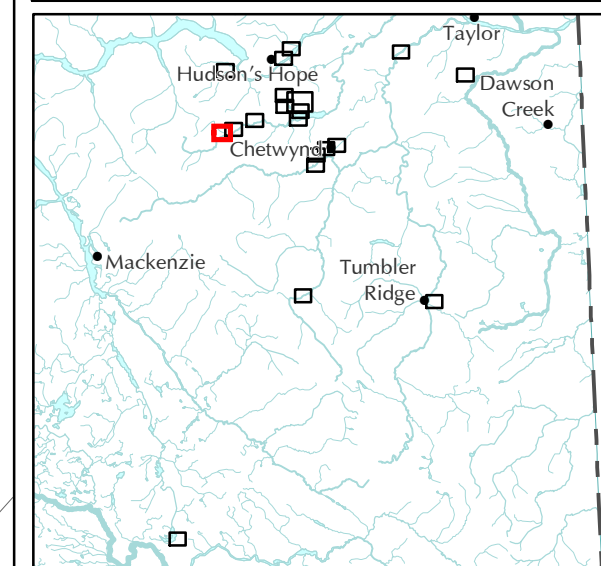 Taylor
Hudson's Hope
Dawson
Creek
Chetwynd
Mackenzie
Tumbler
Ridge